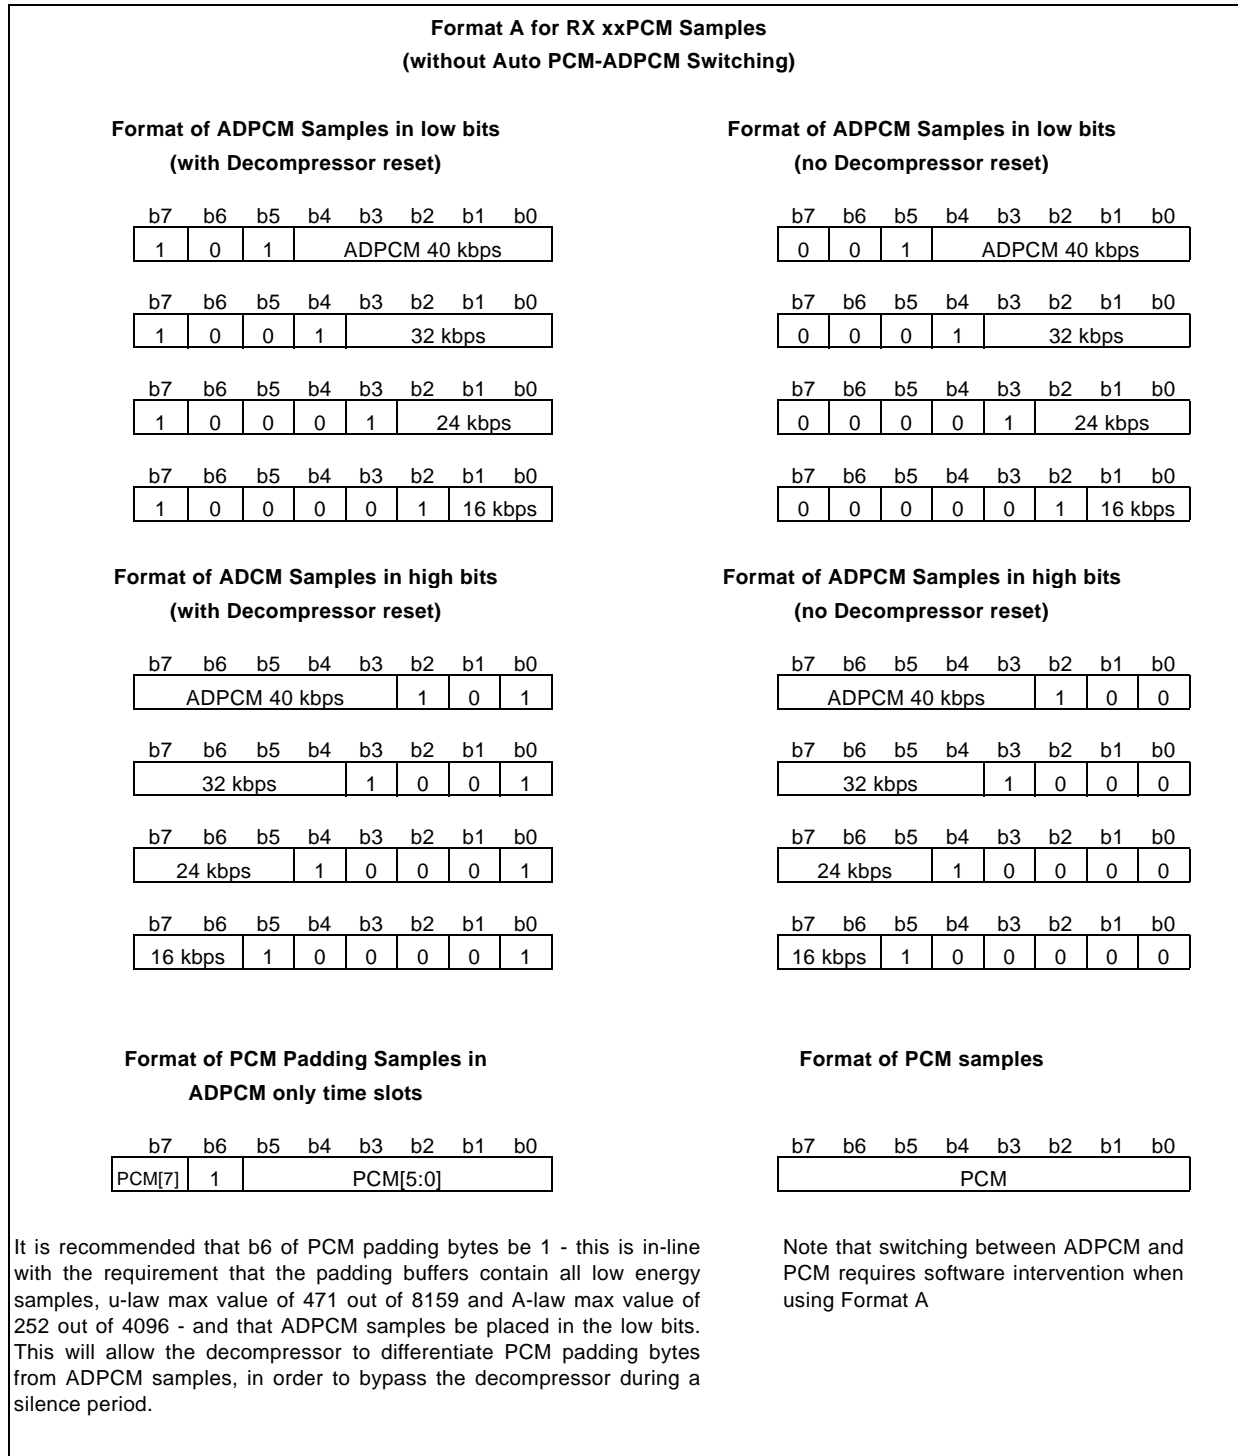 Format A for RX xxPCM Samples
(without Auto PCM-ADPCM Switching)
Format of ADPCM Samples in low bits
(with Decompressor reset)
b7 b6 b5 b4 b3 b2 b1 b0
1 0 1 ADPCM 40 kbps
b7 b6 b5 b4 b3 b2 b1 b0
1 0 0 1 32 kbps
b7 b6 b5 b4 b3 b2 b1 b0
1 0 0 0 1 24 kbps
b7 b6 b5 b4 b3 b2 b1 b0
1 0 0 0 0 1 16 kbps
Format of ADPCM Samples in low bits
(no Decompressor reset)
b7 b6 b5 b4 b3 b2 b1 b0
0 0 1 ADPCM 40 kbps
b7 b6 b5 b4 b3 b2 b1 b0
0 0 0 1 32 kbps
b7 b6 b5 b4 b3 b2 b1 b0
0 0 0 0 1 24 kbps
b7 b6 b5 b4 b3 b2 b1 b0
0 0 0 0 0 1 16 kbps
Format of ADCM Samples in high bits
(with Decompressor reset)
b7 b6 b5 b4 b3 b2 b1 b0
ADPCM 40 kbps 1 0 1
b7 b6 b5 b4 b3 b2 b1 b0
32 kbps 1 0 0 1
b7 b6 b5 b4 b3 b2 b1 b0
24 kbps 1 0 0 0 1
b7 b6 b5 b4 b3 b2 b1 b0
16 kbps 1 0 0 0 0 1
Format of ADPCM Samples in high bits
(no Decompressor reset)
b7 b6 b5 b4 b3 b2 b1 b0
ADPCM 40 kbps 1 0 0
b7 b6 b5 b4 b3 b2 b1 b0
32 kbps 1 0 0 0
b7 b6 b5 b4 b3 b2 b1 b0
24 kbps 1 0 0 0 0
b7 b6 b5 b4 b3 b2 b1 b0
16 kbps 1 0 0 0 0 0
Format of PCM Padding Samples in
ADPCM only time slots
b7 b6 b5 b4 b3 b2 b1 b0
PCM[7] 1 PCM[5:0]
It is recommended that b6 of PCM padding bytes be 1 - this is in-line
with the requirement that the padding buffers contain all low energy
samples, u-law max value of 471 out of 8159 and A-law max value of
252 out of 4096 - and that ADPCM samples be placed in the low bits.
This will allow the decompressor to differentiate PCM padding bytes
from ADPCM samples, in order to bypass the decompressor during a
silence period.
Format of PCM samples
b7 b6 b5 b4 b3 b2 b1 b0
PCM
Note that switching between ADPCM and
PCM requires software intervention when
using Format A